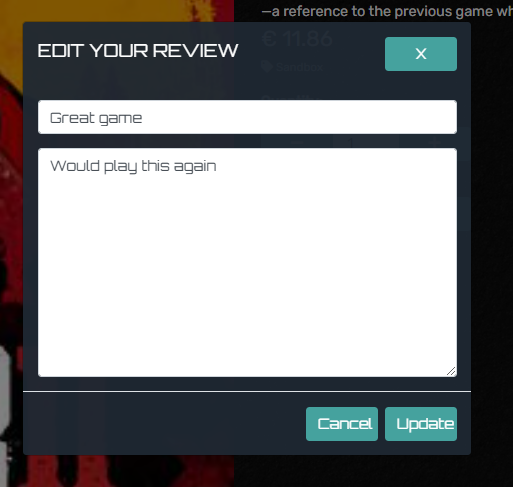 —a reference to the previous game wh
€ 11.86
EDIT YOUR REVIEW
X
Great game
Would play this again
Cancel
Update